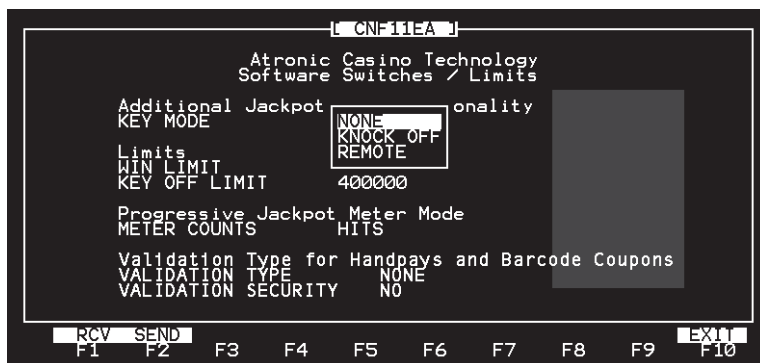 [ CNF11EA ]
Atronic Casino Technology
Software Switches / Limits
Additional Jackpot onality
KEY MODE
NONE
KNOCK OFF
REMOTE
Limits
WIN LIMIT
KEY OFF LIMIT 400000
Progressive Jackpot Meter Mode
METER COUNTS HITS
Validation Type for Handpays and Barcode Coupons
VALIDATION TYPE NONE
VALIDATION SECURITY NO
RCV SEND EXIT
F1 F2 F3 F4 F5 F6 F7 F8 F9 F10